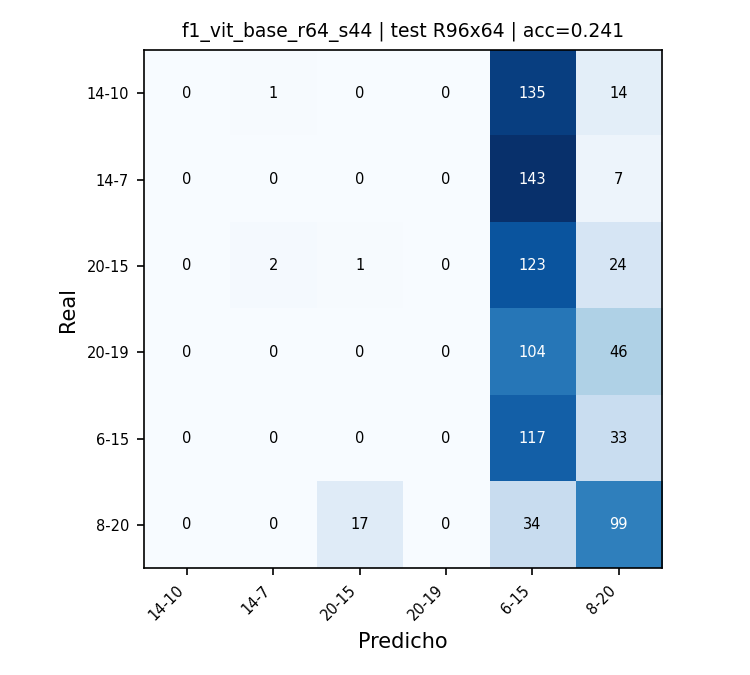 f1_vit_base_r64_s44 | test R96x64 | acc=0.241
14-10 0 1 0 0 135 14
14-7 0 0 0 0 143 7
20-15 0 2 1 0 123 24
20-19 0 0 0 0 104 46
6-15 0 0 0 0 117 33
8-20 0 0 17 0 34 99
Real
14-10 14-7 20-15 20-19 6-15 8-20
Predicho